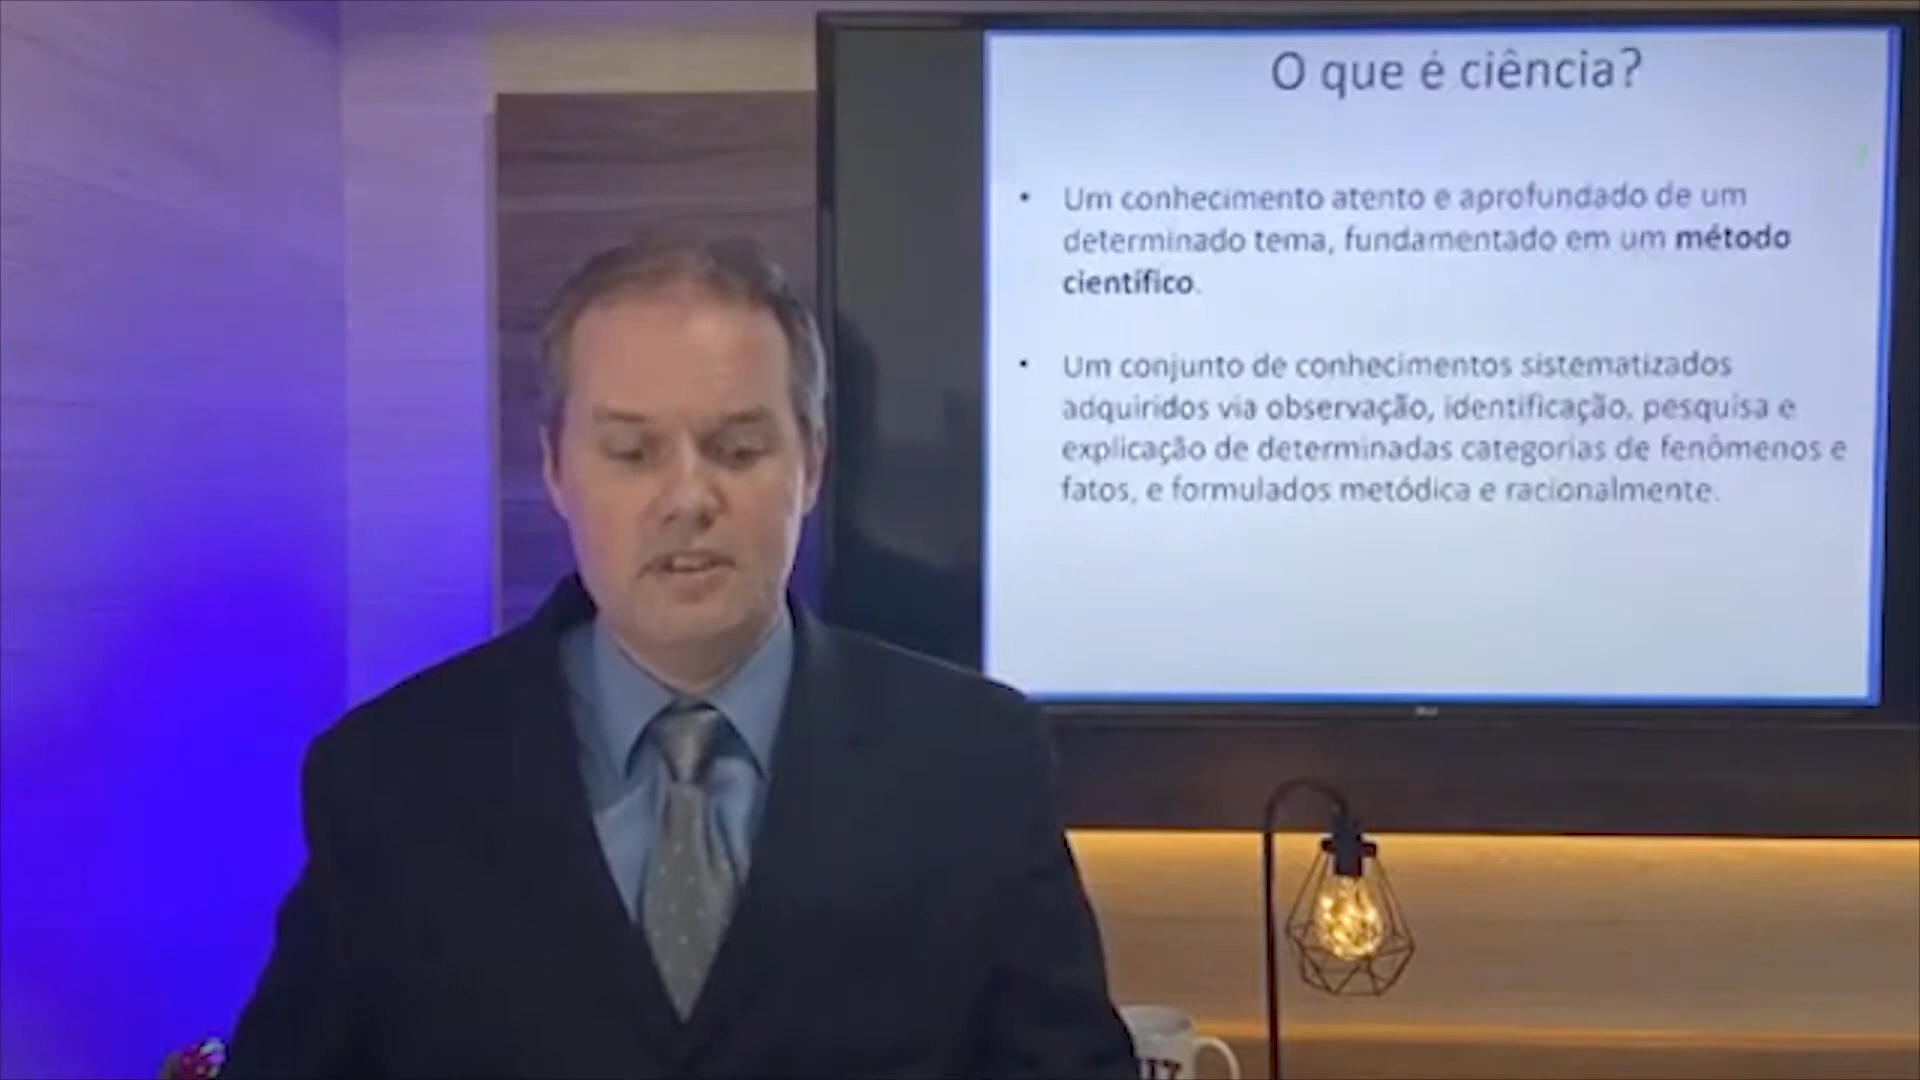 O que é ciência?
• Um conhecimento atento e aprofundado de um
determinado tema, fundamentado em um método
científico.
• Um conjunto de conhecimentos sistematizados
adquiridos via observação, identificação, pesquisa e
explicação de determinadas categorias de fenômenos e
fatos, e formulados metódica e racionalmente.